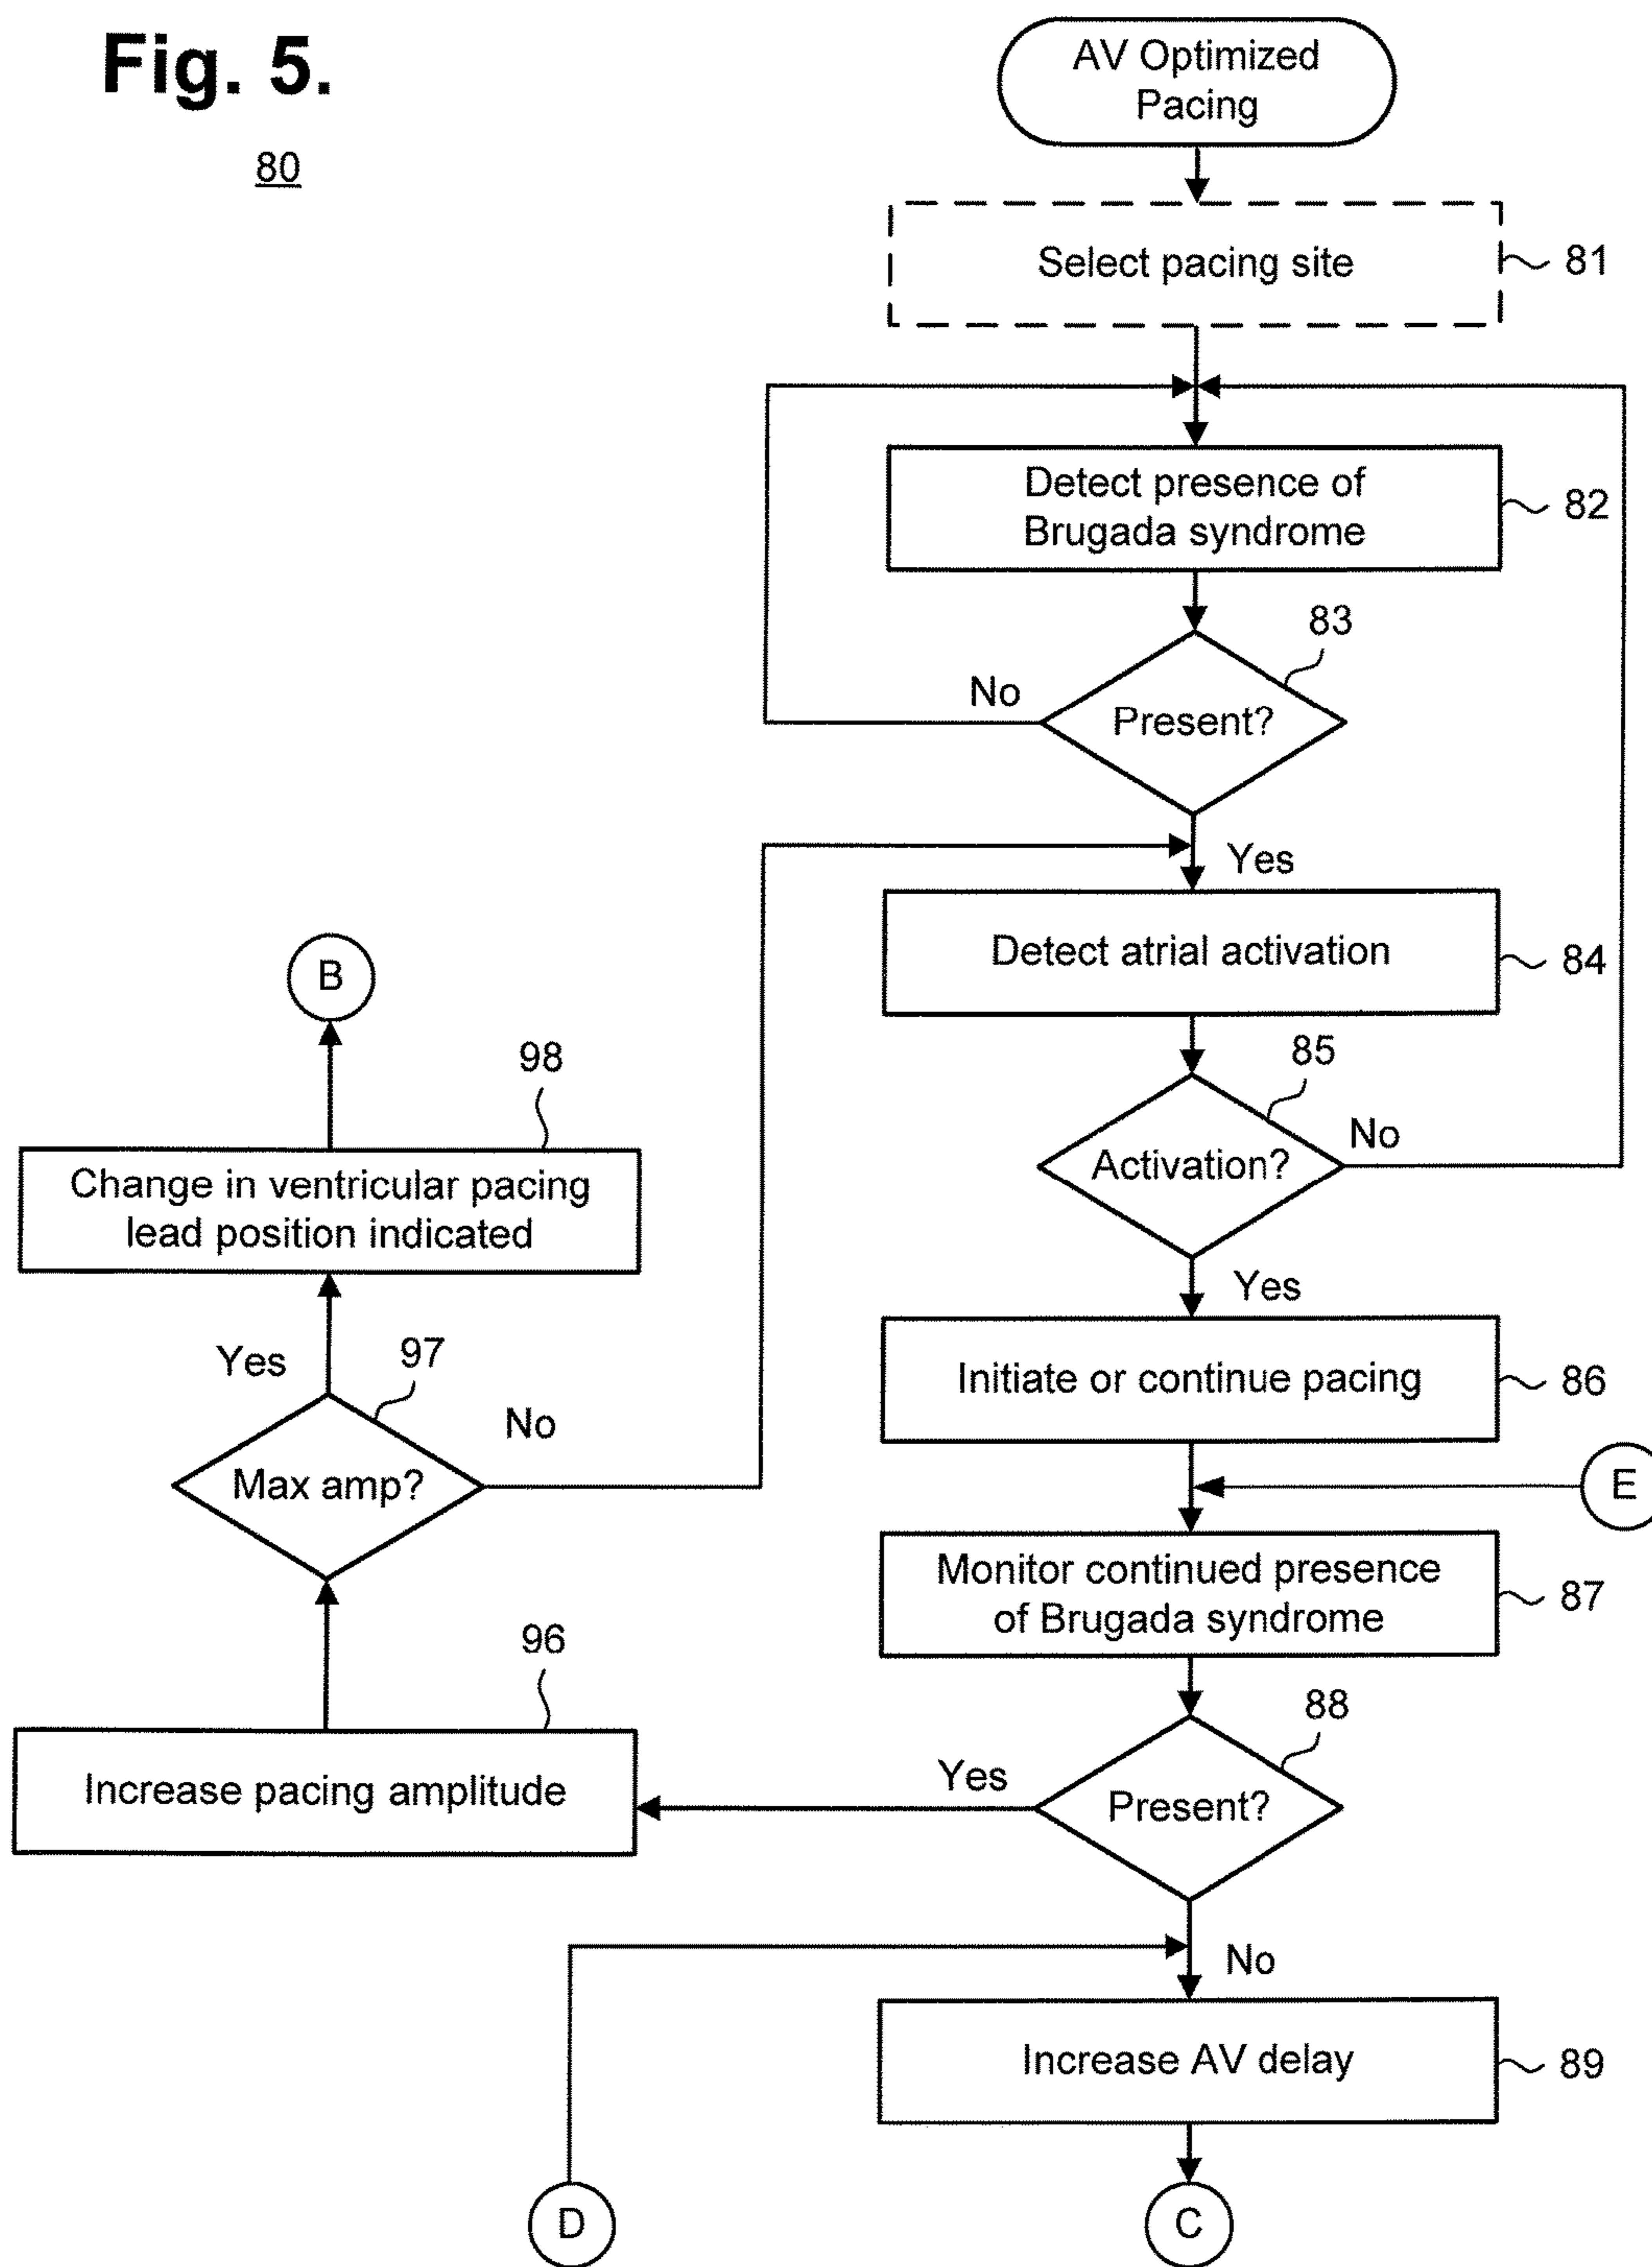 Fig. 5.
80
AV Optimized
Pacing
Select pacing site
81
Detect presence of
Brugada syndrome
82
83
No
Present?
Yes
Detect atrial activation
84
B
98
85
Activation?
No
Change in ventricular pacing
lead position indicated
Yes
Yes
97
Initiate or continue pacing
86
No
Max amp?
E
Monitor continued presence
of Brugada syndrome
87
96
88
Increase pacing amplitude
Yes
Present?
No
Increase AV delay
89
D
C